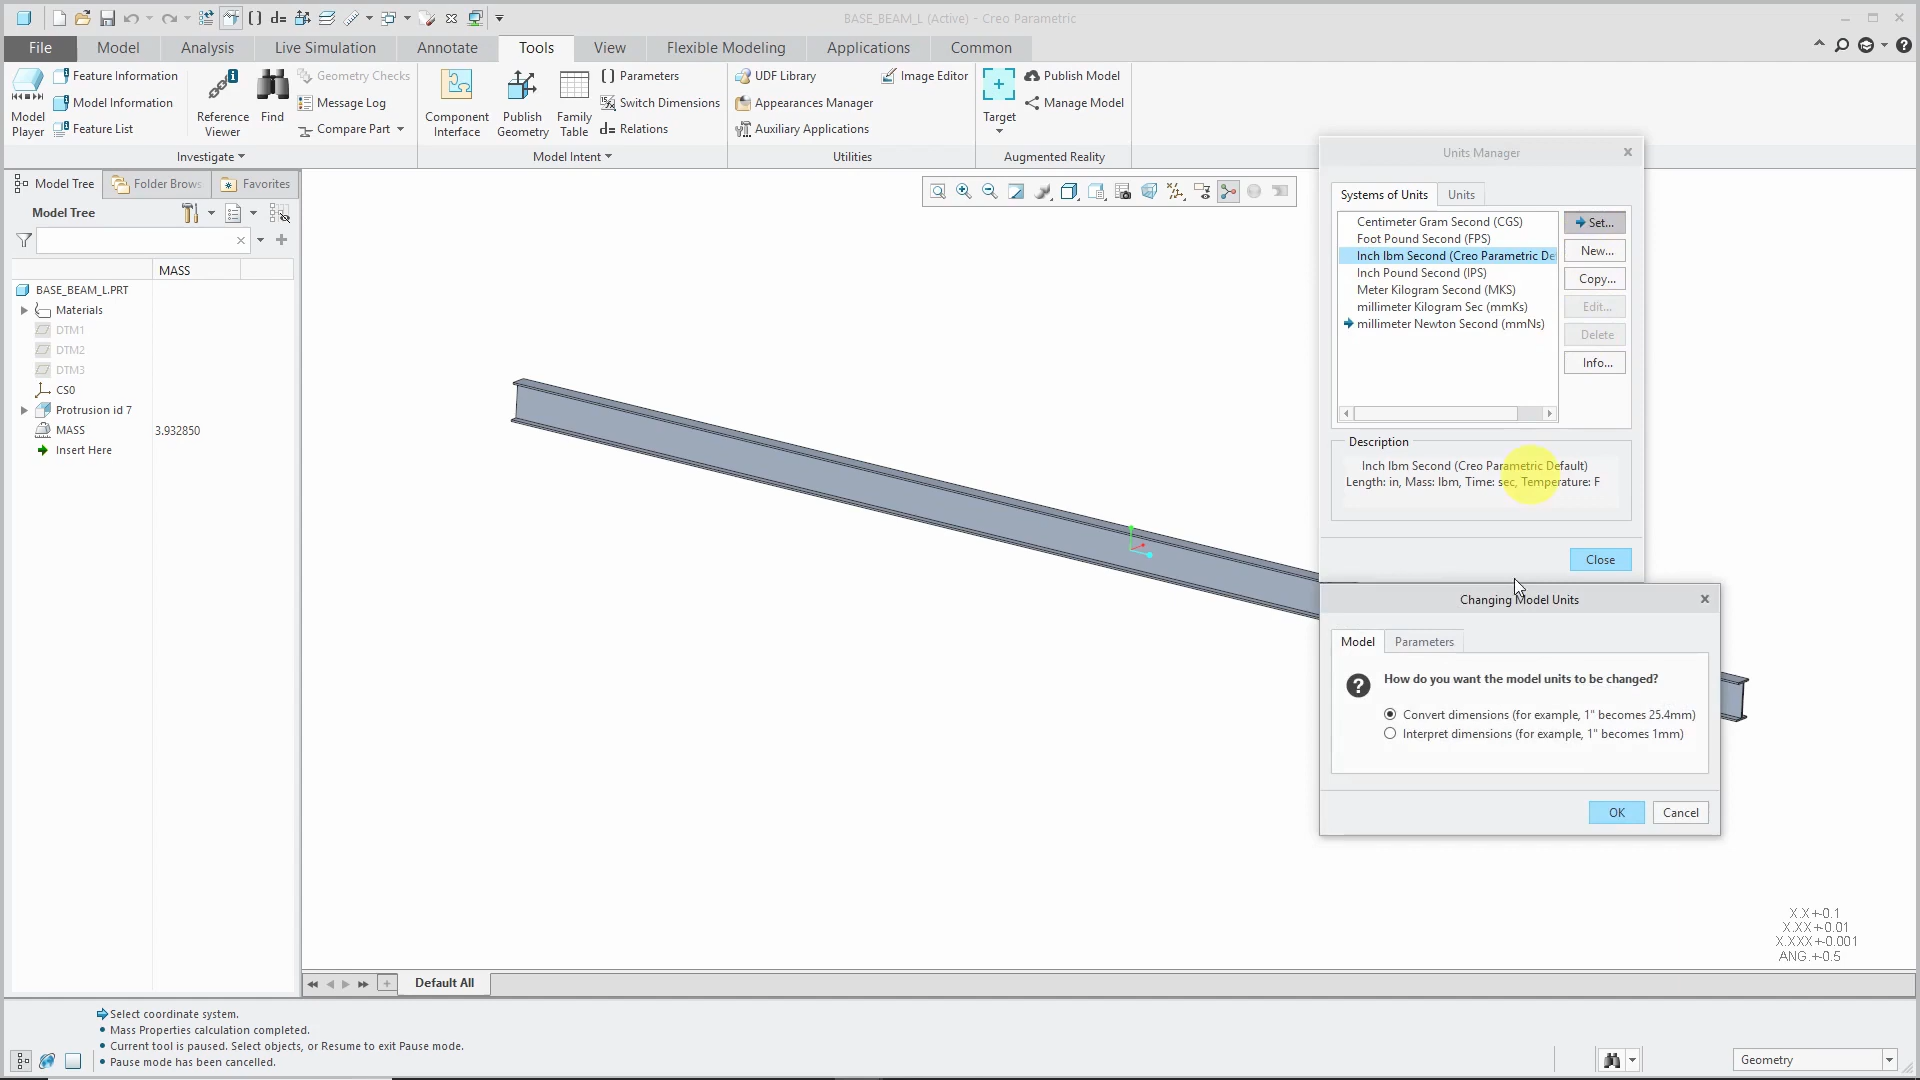 BASE_BEAM_L (Active) - Creo Parametric
File
Model
Analysis
Live Simulation
Annotate
Tools
View
Flexible Modeling
Applications
Common
Model Player
Feature Information
Model Information
Feature List
Reference Viewer
Find
Geometry Checks
Message Log
Compare Part
Investigate
Component Interface
Publish Geometry
Family Table
Parameters
Switch Dimensions
d= Relations
Model Intent
UDF Library
Appearances Manager
Auxiliary Applications
Image Editor
Utilities
Target
Publish Model
Manage Model
Augmented Reality
Model Tree
Folder Brows
Favorites
Model Tree
MASS
BASE_BEAM_L.PRT
Materials
DTM1
DTM2
DTM3
CS0
Protrusion id 7
MASS 3.932850
Insert Here
Units Manager
Systems of Units
Units
Centimeter Gram Second (CGS)
Foot Pound Second (FPS)
Inch lbm Second (Creo Parametric De
Inch Pound Second (IPS)
Meter Kilogram Second (MKS)
millimeter Kilogram Sec (mmKs)
millimeter Newton Second (mmNs)
Set...
New...
Copy...
Edit...
Delete
Info...
Description
Inch lbm Second (Creo Parametric Default)
Length: in, Mass: lbm, Time: sec, Temperature: F
Close
Changing Model Units
Model
Parameters
How do you want the model units to be changed?
Convert dimensions (for example, 1" becomes 25.4mm)
Interpret dimensions (for example, 1" becomes 1mm)
OK
Cancel
X.X+-0.1
X.XX+-0.01
X.XXX+-0.001
ANG.+-0.5
Default All
Select coordinate system.
• Mass Properties calculation completed.
• Current tool is paused. Select objects, or Resume to exit Pause mode.
• Pause mode has been cancelled.
Geometry